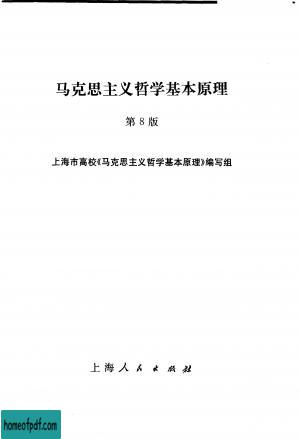 马克思主义哲学基本原理
第 8 版
上海市高校《马克思主义哲学基本原理》编写组
上海人民出版社
homeofpdf.com